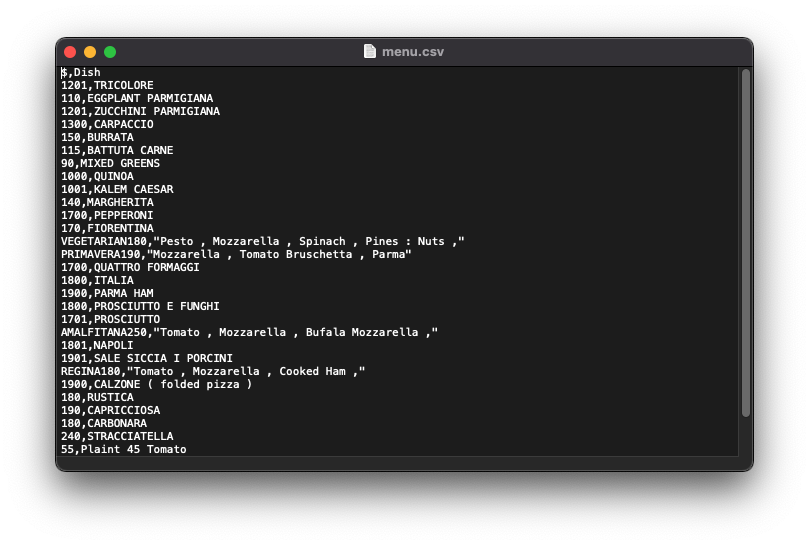 menu.csv
$,Dish
1201,TRICOLORE
110,EGGPLANT PARMIGIANA
1201,ZUCCHINI PARMIGIANA
1300,CARPACCIO
150,BURRATA
115,BATTUTA CARNE
90,MIXED GREENS
1000,QUINOA
1001,KALEM CAESAR
140,MARGHERITA
1700,PEPPERONI
170,FIORENTINA
VEGETARIAN180,"Pesto , Mozzarella , Spinach , Pines : Nuts ,"
PRIMAVERA190,"Mozzarella , Tomato Bruschetta , Parma"
1700,QUATTRO FORMAGGI
1800,ITALIA
1900,PARMA HAM
1800,PROSCIUTTO E FUNGHI
1701,PROSCIUTTO
AMALFITANA250,"Tomato , Mozzarella , Bufala Mozzarella ,"
1801,NAPOLI
1901,SALE SICCIA I PORCINI
REGINA180,"Tomato , Mozzarella , Cooked Ham ,"
1900,CALZONE ( folded pizza )
180,RUSTICA
190,CAPRICCIOSA
180,CARBONARA
240,STRACCIATELLA
55,Plaint 45 Tomato